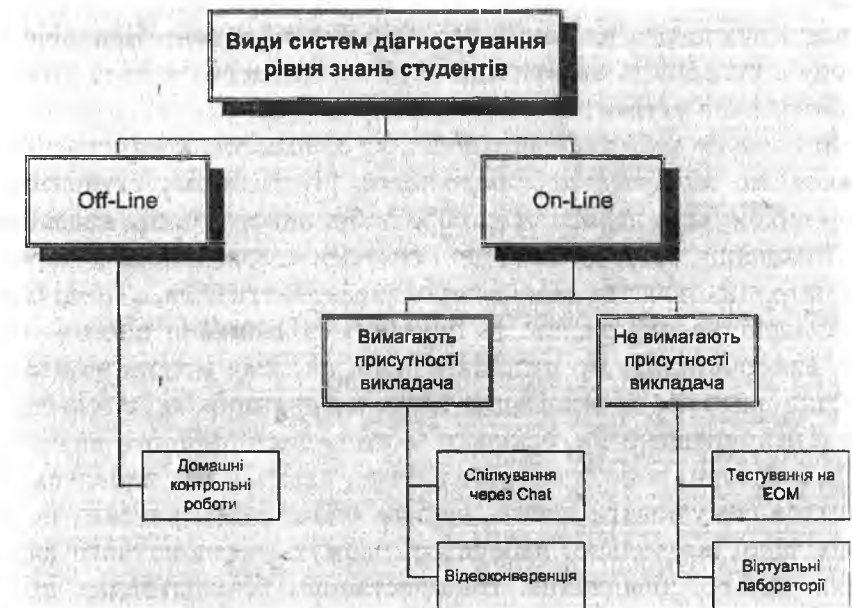 Види систем діагностування
рівня знань студентів
Off-Line
On-Line
Вимагають
присутності
викладача
Не вимагають
присутності
викладача
Домашні
контрольні
роботи
Спілкування
через Chat
Тестування на
ЕОМ
Відеоконверенція
Віртуальні
лабораторії